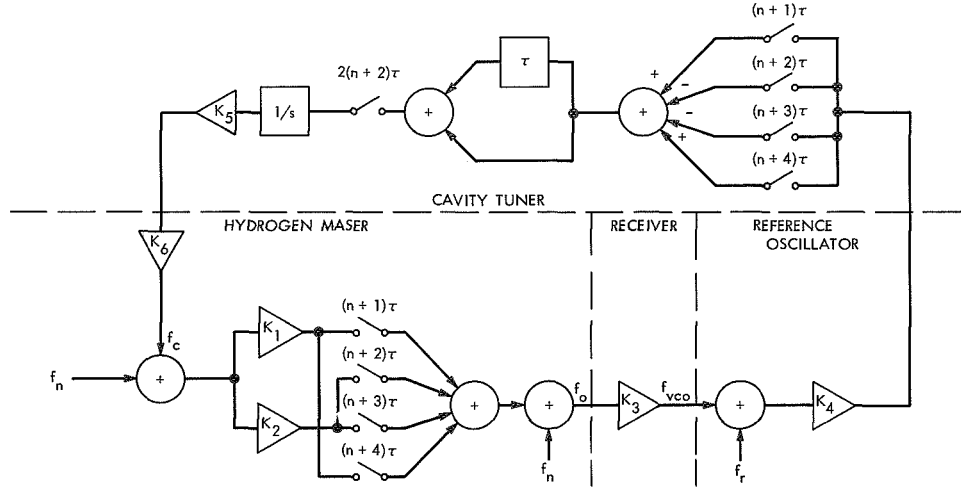 (n + 1)τ
(n + 2)τ
(n + 3)τ
(n + 4)τ
+
−
−
+
+
τ
+
2(n + 2)τ
1/s
K5
CAVITY TUNER
HYDROGEN MASER
RECEIVER
REFERENCE
OSCILLATOR
K6
fc
fn
+
K1
K2
(n + 1)τ
(n + 2)τ
(n + 3)τ
(n + 4)τ
+
+
fn
fo
K3
fvco
+
fr
K4